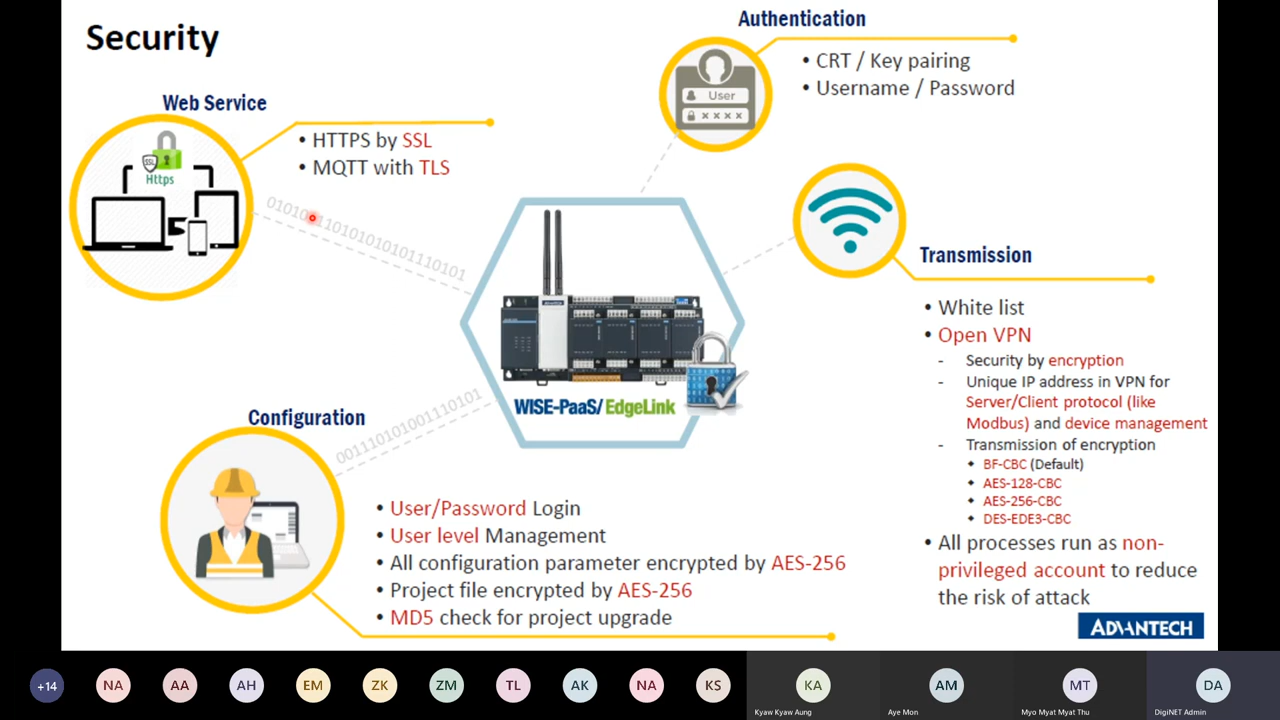 Security
Authentication
• CRT / Key pairing
• Username / Password
User
x x x x
Web Service
• HTTPS by SSL
• MQTT with TLS
SSL
Https
010101110101010101110101
Transmission
• White list
• Open VPN
- Security by encryption
- Unique IP address in VPN for
Server/Client protocol (like
Modbus) and device management
- Transmission of encryption
◆ BF-CBC (Default)
◆ AES-128-CBC
◆ AES-256-CBC
◆ DES-EDE3-CBC
• All processes run as non-
privileged account to reduce
the risk of attack
WISE-PaaS/EdgeLink
Configuration
001110101001110101
• User/Password Login
• User level Management
• All configuration parameter encrypted by AES-256
• Project file encrypted by AES-256
• MD5 check for project upgrade
ADVANTECH
+14
NA
AA
AH
EM
ZK
ZM
TL
AK
NA
KS
KA
Kyaw Kyaw Aung
AM
Aye Mon
MT
Myo Myat Myat Thu
DA
DigiNET Admin